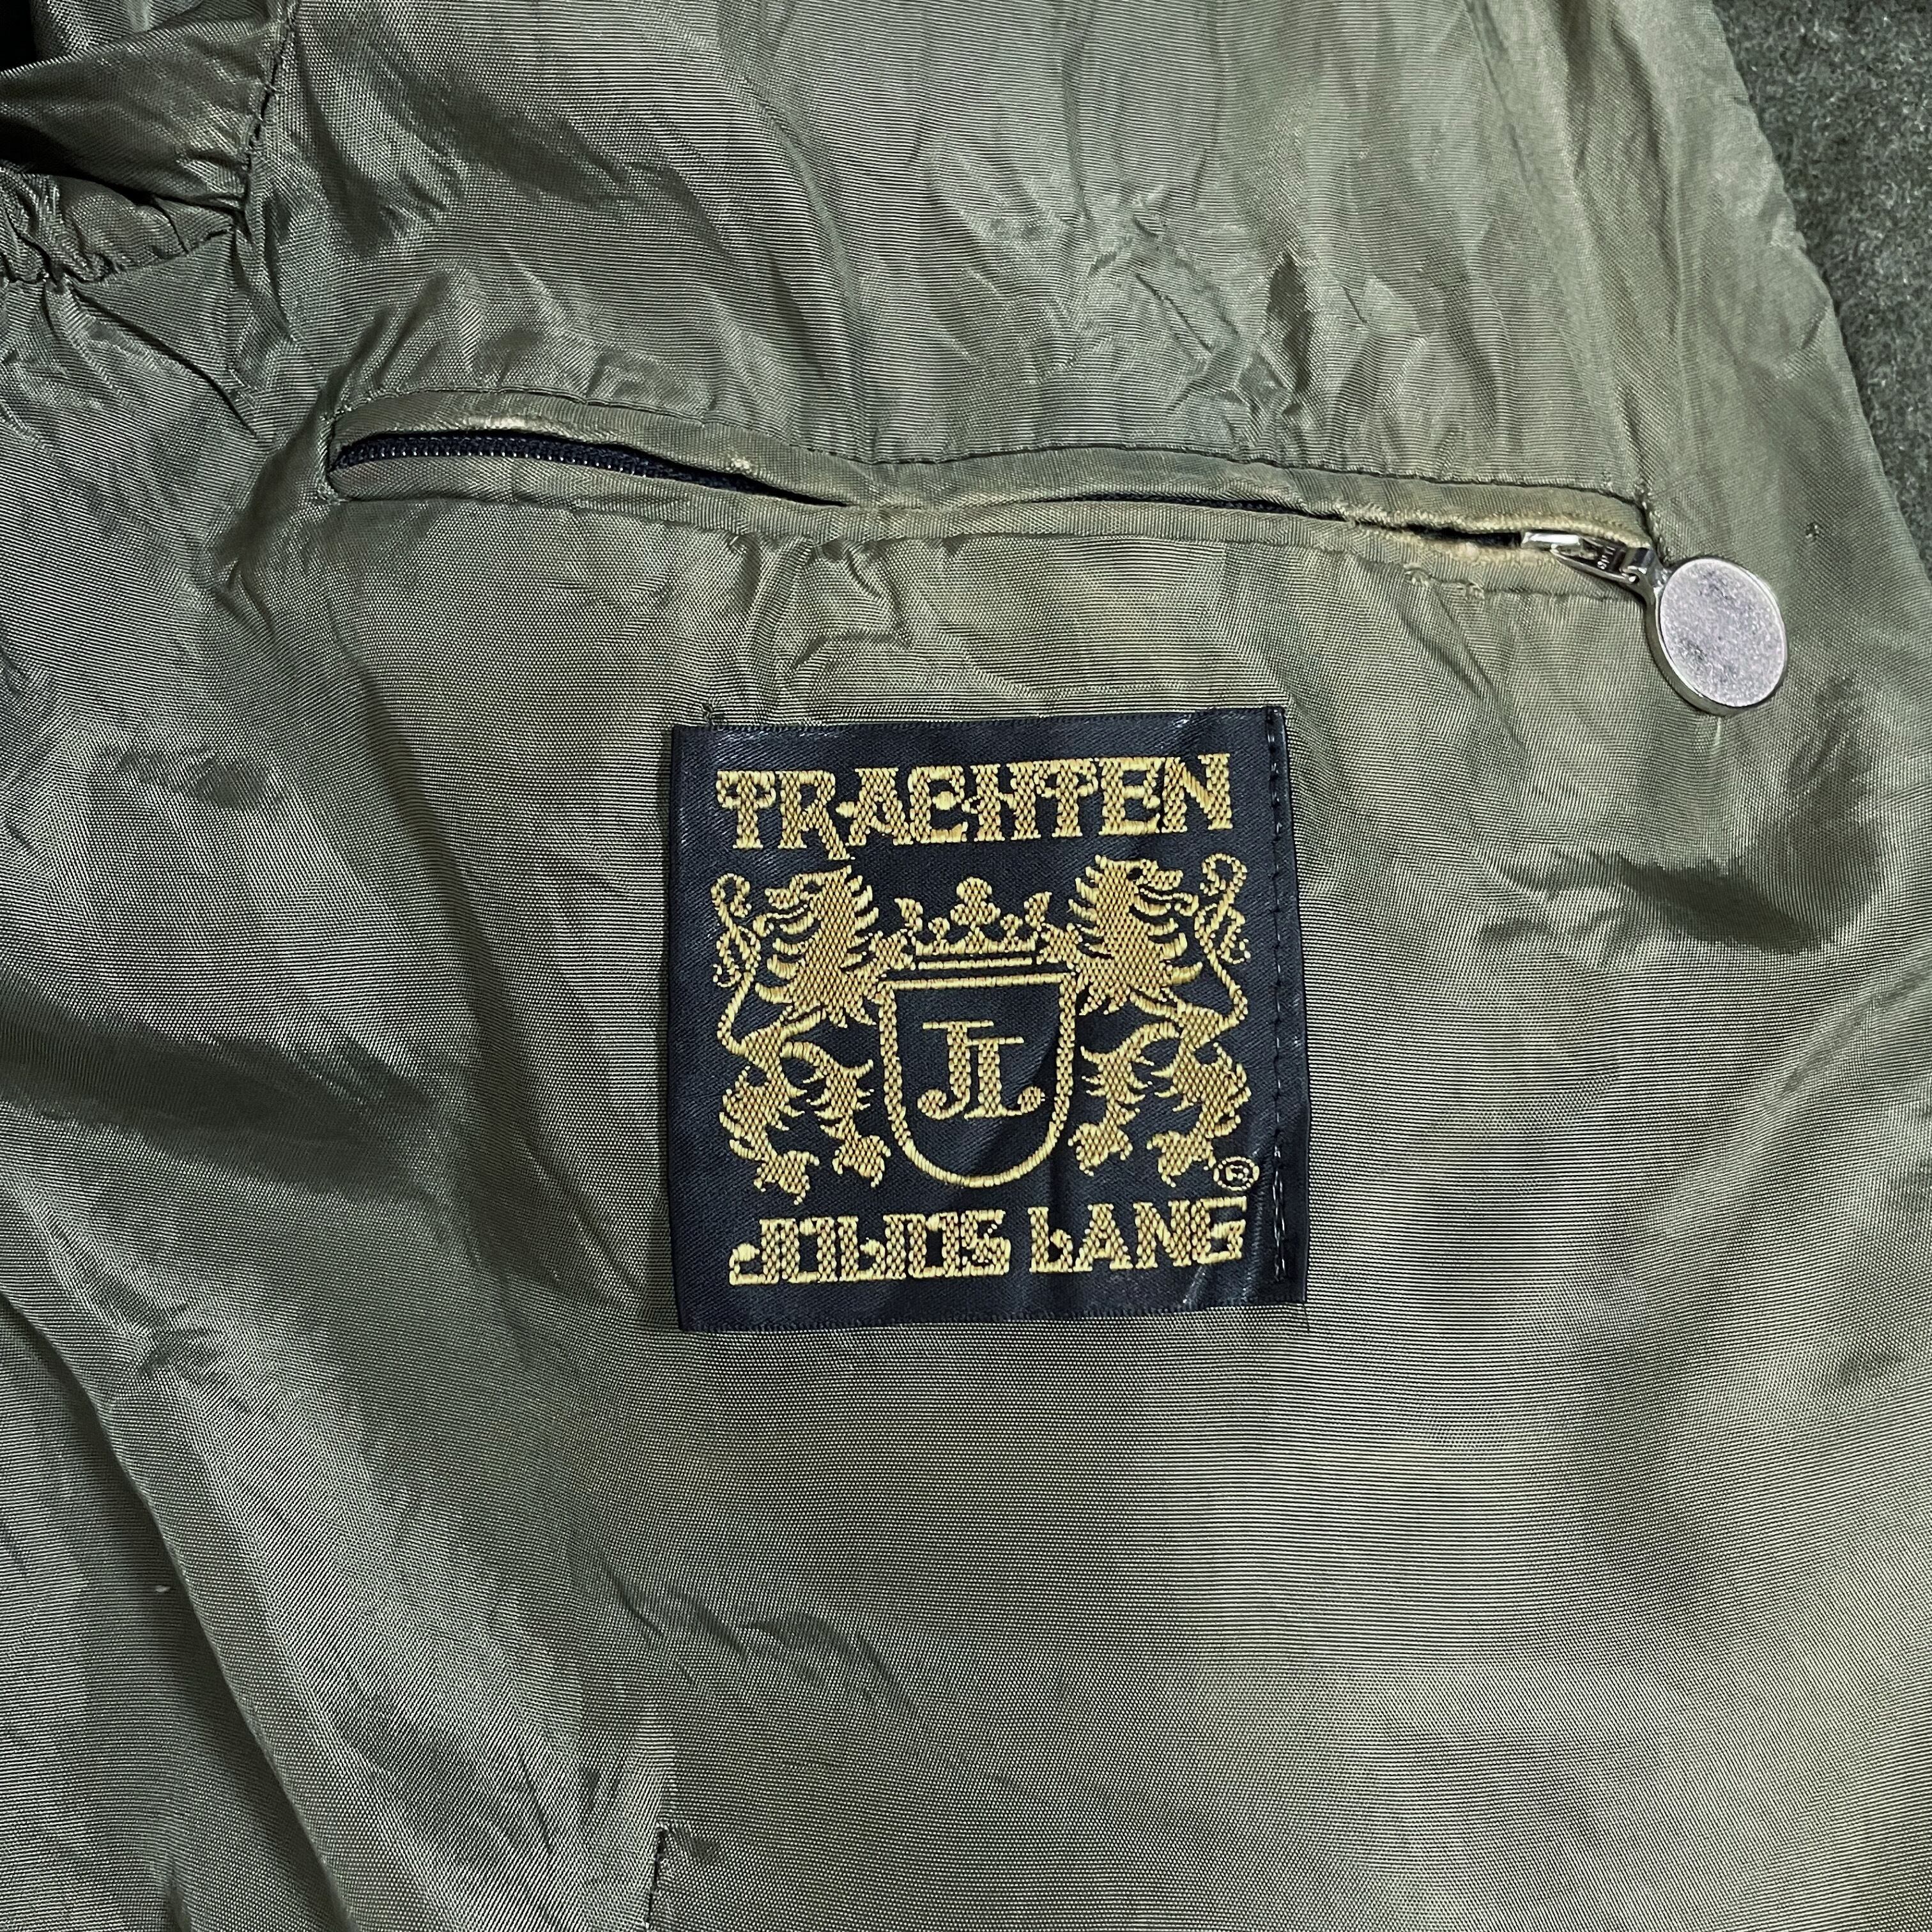 TRACHTEN
JL
®
JULIUS LANG